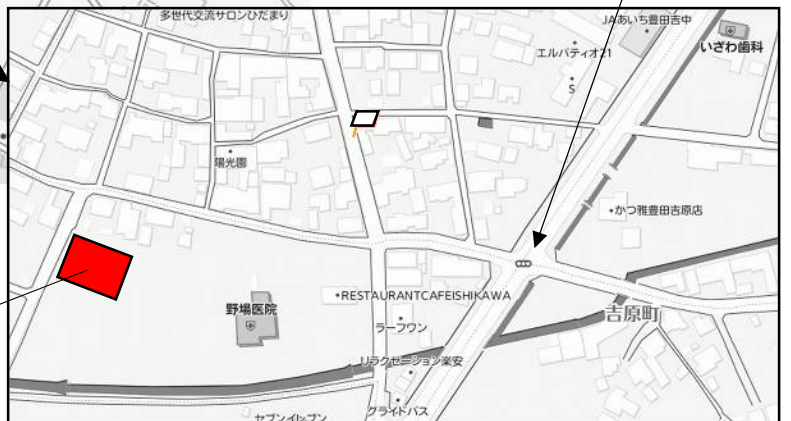 多世代交流サロンひだまり
JAあいち豊田吉中
いざわ歯科
エルパティオ21
S
陽光園
かつ雅豊田吉原店
RESTAURANTCAFEISHIKAWA
野場医院
吉原町
ラーフワン
リラクゼーション楽安
グライドパス
セブンイレブン